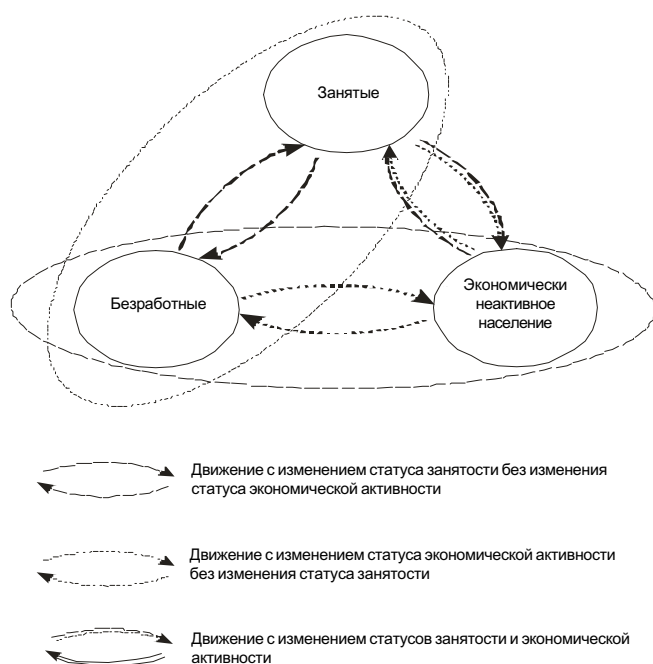 Занятые
Безработные
Экономически
неактивное
население
Движение с изменением статуса занятости без изменения
статуса экономической активности
Движение с изменением статуса экономической активности
без изменения статуса занятости
Движение с изменением статусов занятости и экономической
активности